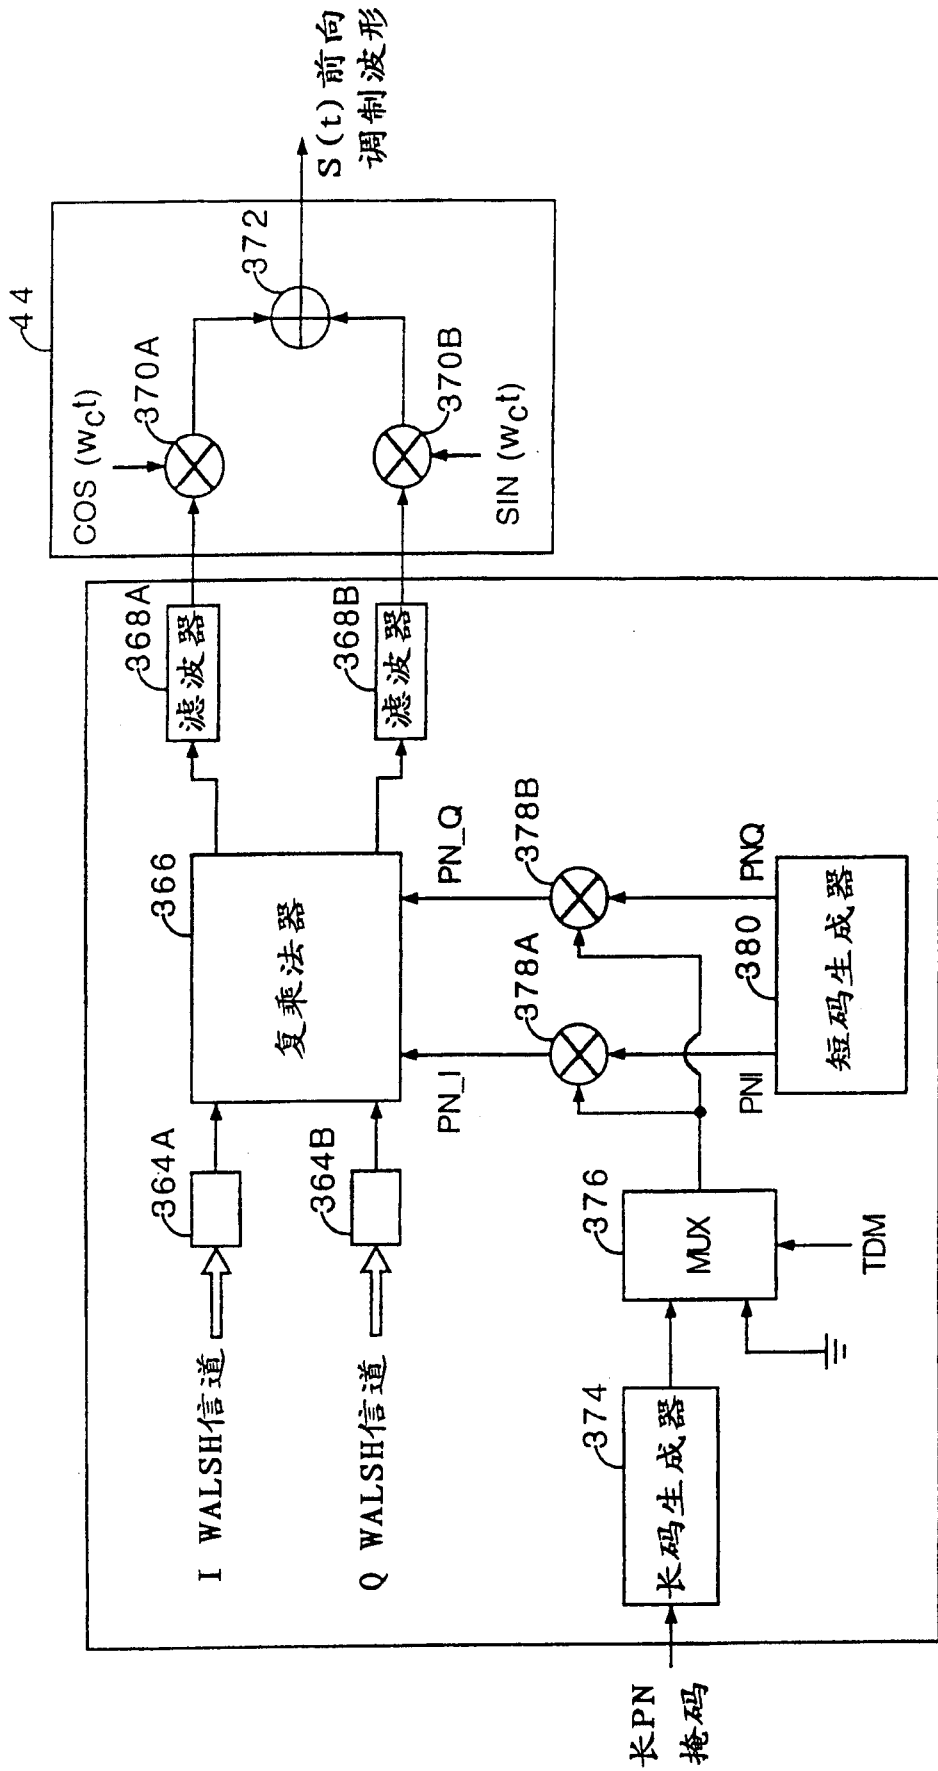 44
COS (wct)
370A
372
S(t)前向
调制波形
370B
SIN (wct)
368A
滤波器
368B
滤波器
366
复乘法器
364A
I WALSH信道
364B
Q WALSH信道
PN_I
PN_Q
378A
378B
PNI
PNQ
380
短码生成器
376
MUX
TDM
374
长码生成器
长PN
掩码